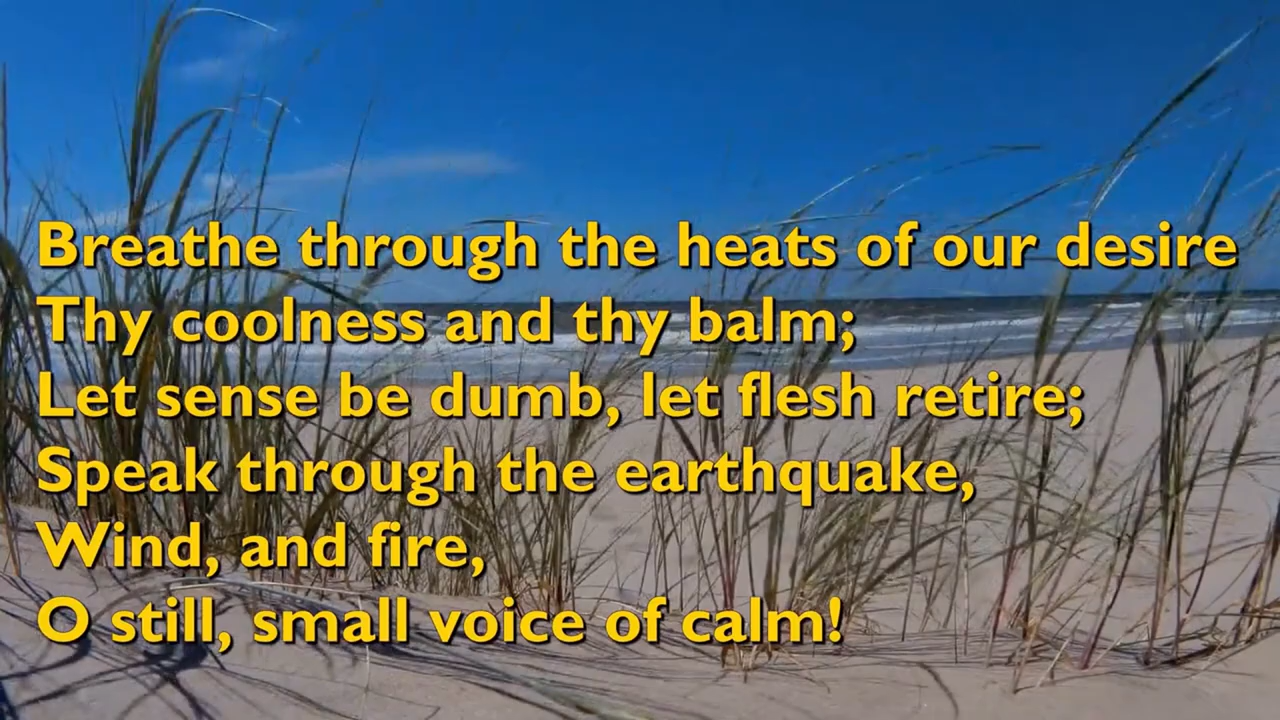 Breathe through the heats of our desire
Thy coolness and thy balm;
Let sense be dumb, let flesh retire;
Speak through the earthquake,
Wind, and fire,
O still, small voice of calm!